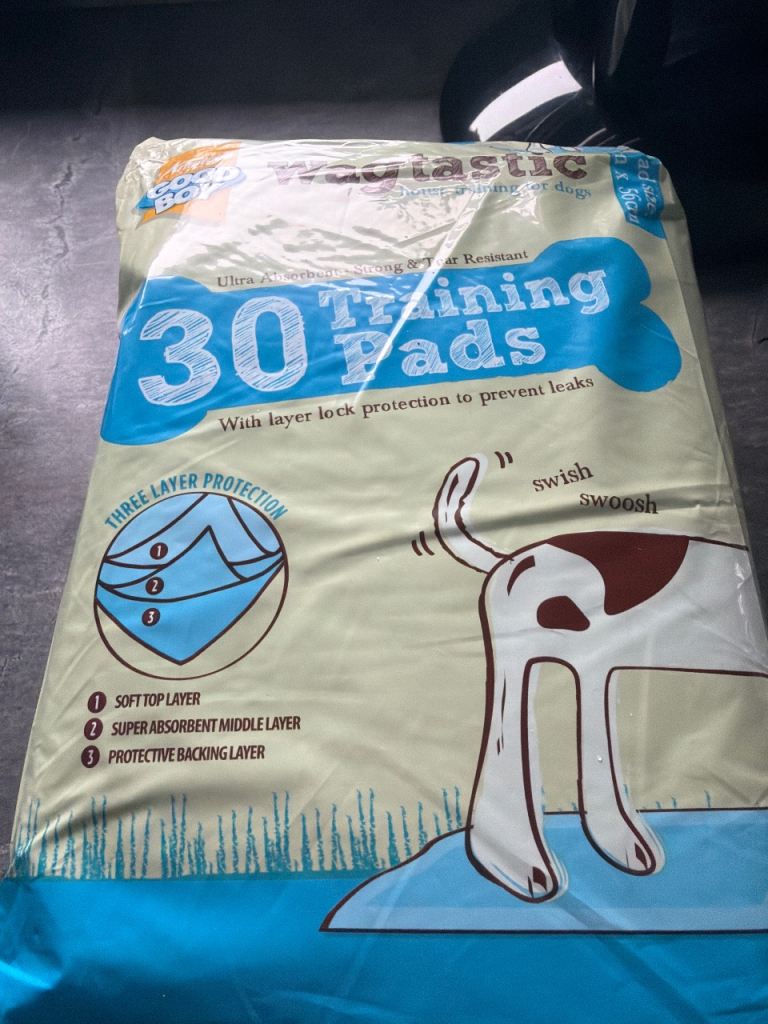 GOOD
BOY
wagtastic
home training for dogs
x 56cm
Ultra Absorbent, Strong & Tear Resistant
30 Training
Pads
With layer lock protection to prevent leaks
THREE LAYER PROTECTION
swish
swoosh
1
2
3
1 SOFT TOP LAYER
2 SUPER ABSORBENT MIDDLE LAYER
3 PROTECTIVE BACKING LAYER